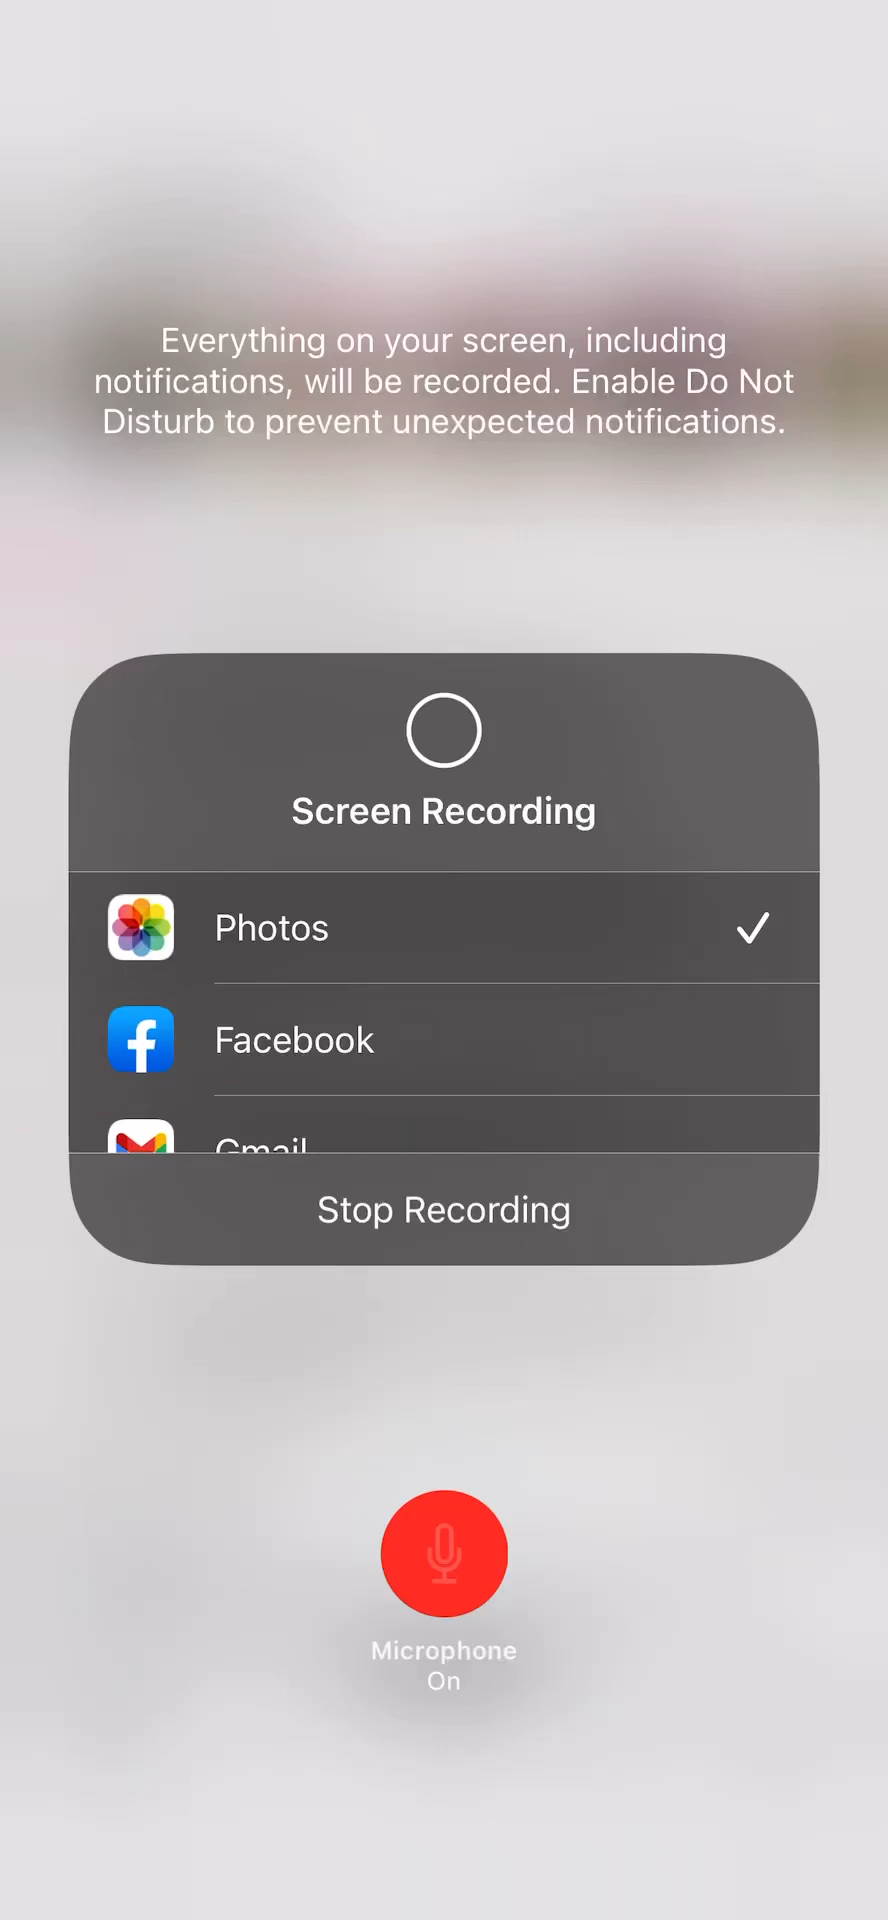 Everything on your screen, including
notifications, will be recorded. Enable Do Not
Disturb to prevent unexpected notifications.
Screen Recording
Photos
Facebook
Gmail
Stop Recording
Microphone
On